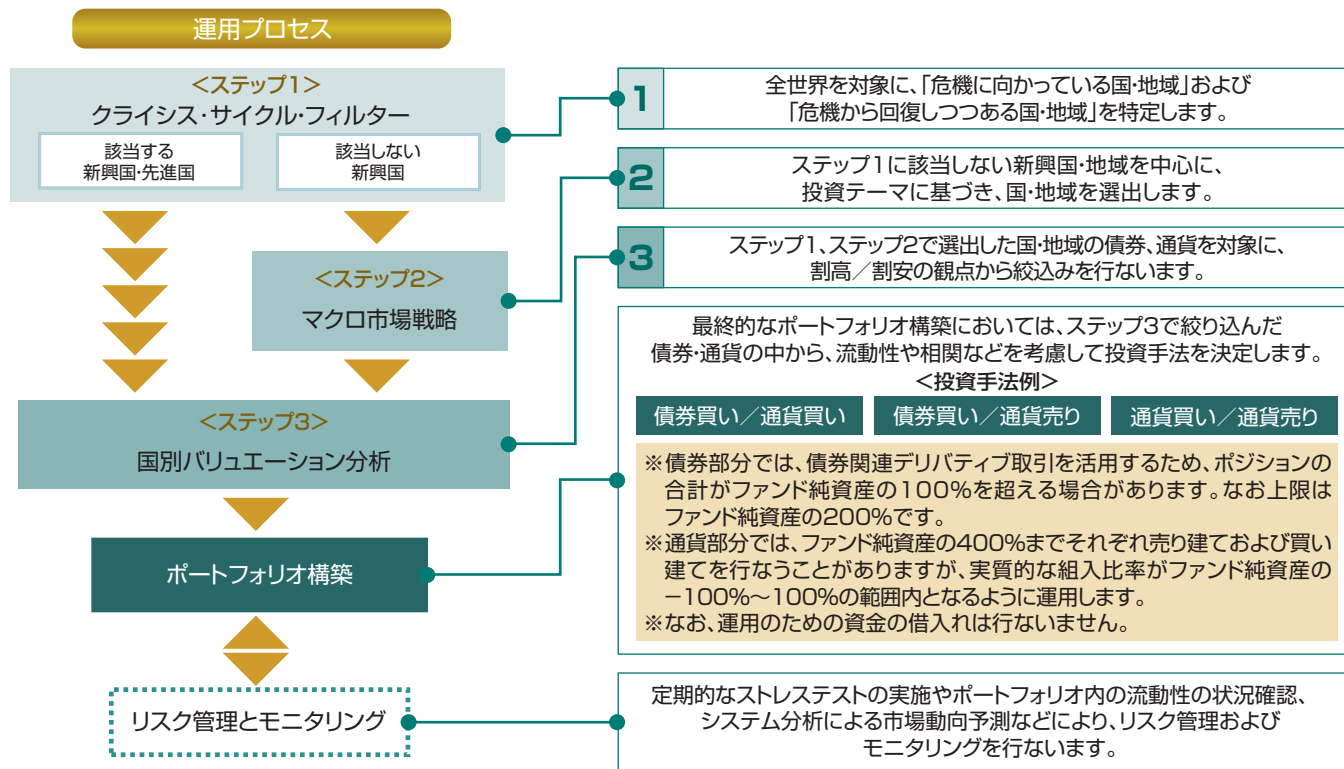 運用プロセス
<ステップ1>
クライシス・サイクル・フィルター
該当する
新興国・先進国
該当しない
新興国
<ステップ2>
マクロ市場戦略
<ステップ3>
国別バリュエーション分析
ポートフォリオ構築
リスク管理とモニタリング
1
全世界を対象に、「危機に向かっている国・地域」および
「危機から回復しつつある国・地域」を特定します。
2
ステップ1に該当しない新興国・地域を中心に、
投資テーマに基づき、国・地域を選出します。
3
ステップ1、ステップ2で選出した国・地域の債券、通貨を対象に、
割高／割安の観点から絞込みを行ないます。
最終的なポートフォリオ構築においては、ステップ3で絞り込んだ
債券・通貨の中から、流動性や相関などを考慮して投資手法を決定します。
<投資手法例>
債券買い／通貨買い
債券買い／通貨売り
通貨買い／通貨売り
※債券部分では、債券関連デリバティブ取引を活用するため、ポジションの
合計がファンド純資産の100%を超える場合があります。なお上限は
ファンド純資産の200%です。
※通貨部分では、ファンド純資産の400%までそれぞれ売り建ておよび買い
建てを行なうことがありますが、実質的な組入比率がファンド純資産の
－100%～100%の範囲内となるように運用します。
※なお、運用のための資金の借入れは行ないません。
定期的なストレステストの実施やポートフォリオ内の流動性の状況確認、
システム分析による市場動向予測などにより、リスク管理および
モニタリングを行ないます。